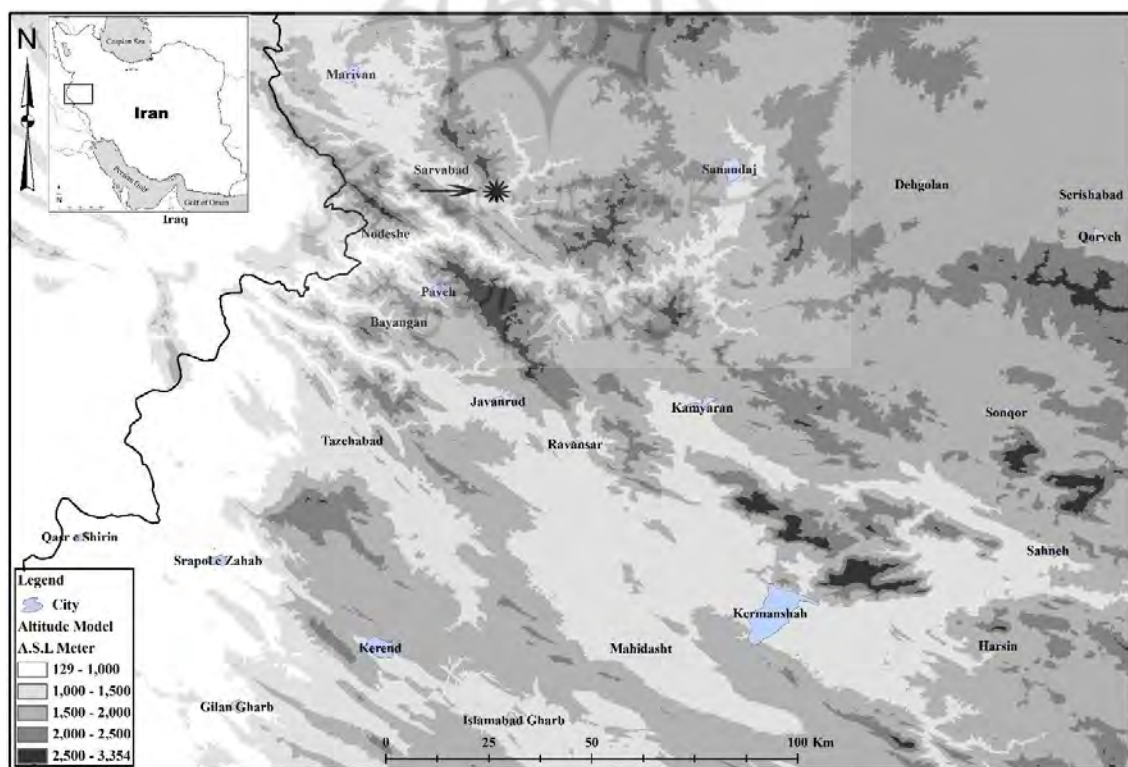 N
Caspian Sea
Iran
Persian Gulf
Gulf of Oman
N
Iraq
Marivan
Sarvabad
Sanandaj
Dehgolan
Serishabad
Qorveh
Nodeshe
Paveh
Bayangan
Javanrud
Kamyaran
Sonqor
Tazehabad
Ravansar
Qasr e Shirin
Srapol e Zahab
Sahneh
Kermanshah
Kerend
Mahidasht
Harsin
Gilan Gharb
Islamabad Gharb
Legend
City
Altitude Model
A.S.L Meter
129 - 1,000
1,000 - 1,500
1,500 - 2,000
2,000 - 2,500
2,500 - 3,354
0 25 50 100 Km